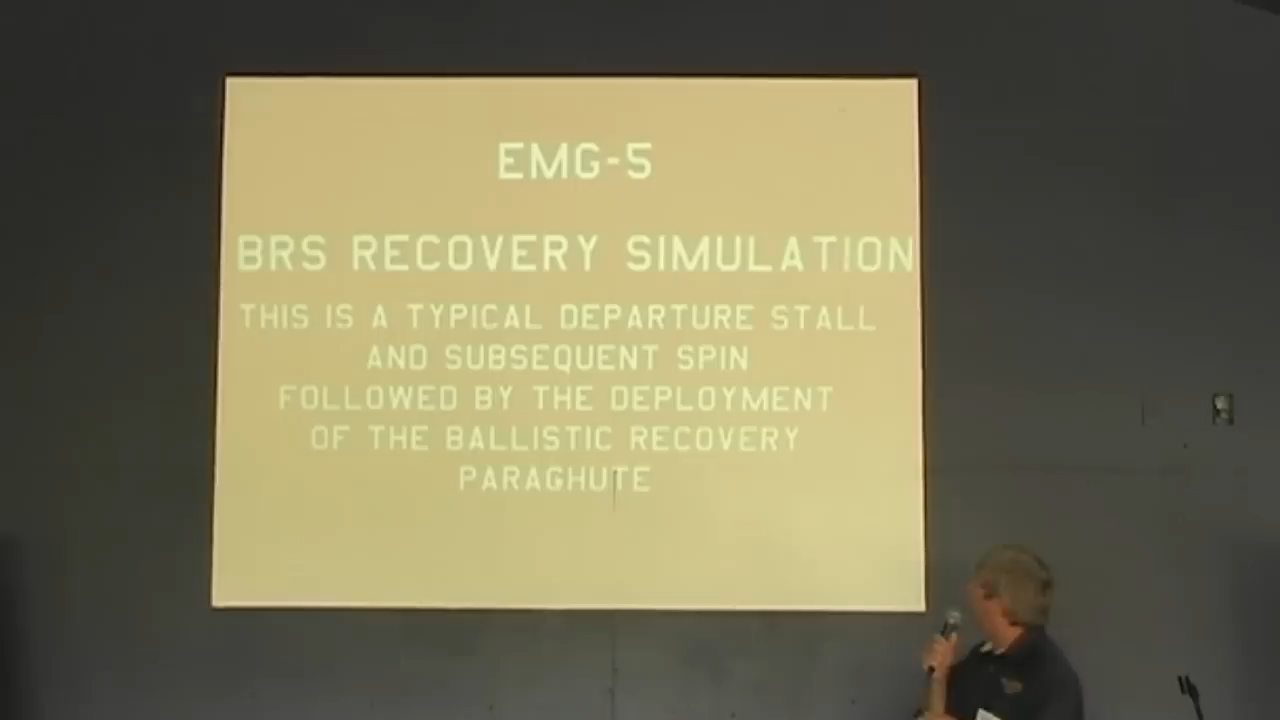 EMG-5
BRS RECOVERY SIMULATION
THIS IS A TYPICAL DEPARTURE STALL
AND SUBSEQUENT SPIN
FOLLOWED BY THE DEPLOYMENT
OF THE BALLISTIC RECOVERY
PARAGHUTE